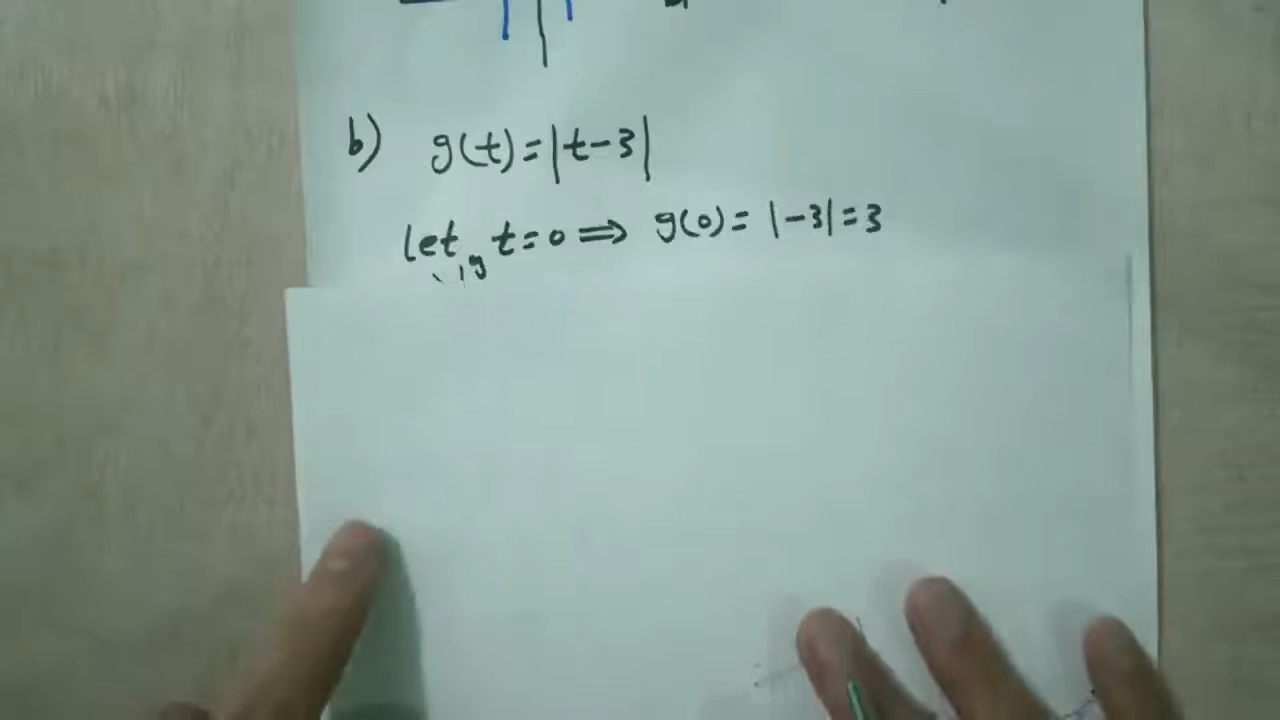 b) g(t)=|t-3|
let t=0 ⟹ g(0)=|-3|=3
g